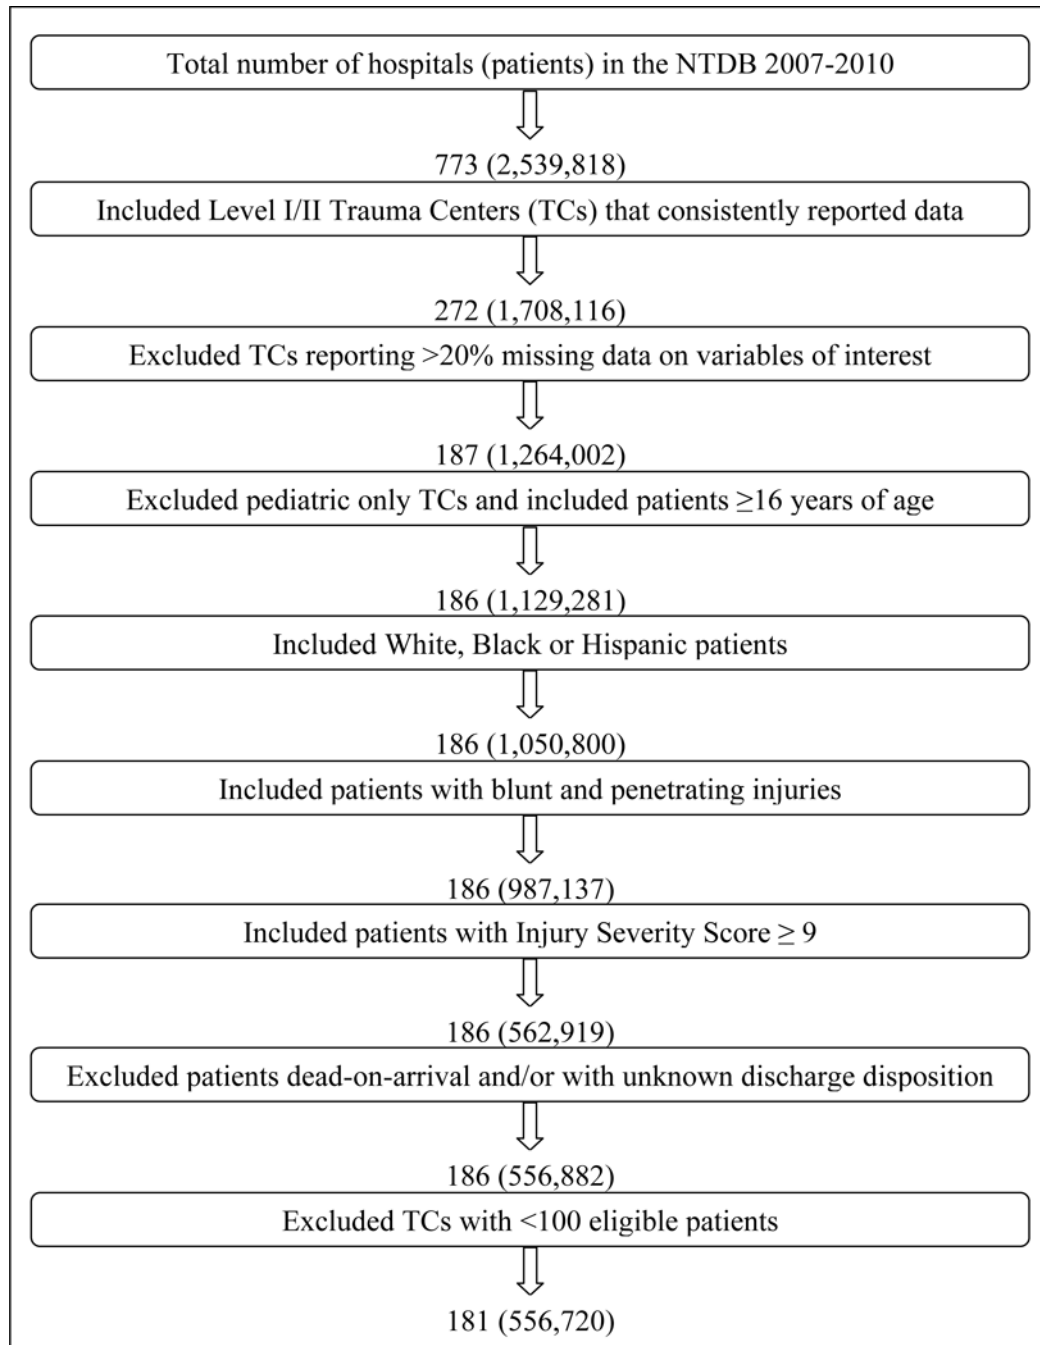 Total number of hospitals (patients) in the NTDB 2007-2010
773 (2,539,818)
Included Level I/II Trauma Centers (TCs) that consistently reported data
272 (1,708,116)
Excluded TCs reporting >20% missing data on variables of interest
187 (1,264,002)
Excluded pediatric only TCs and included patients ≥16 years of age
186 (1,129,281)
Included White, Black or Hispanic patients
186 (1,050,800)
Included patients with blunt and penetrating injuries
186 (987,137)
Included patients with Injury Severity Score ≥ 9
186 (562,919)
Excluded patients dead-on-arrival and/or with unknown discharge disposition
186 (556,882)
Excluded TCs with <100 eligible patients
181 (556,720)